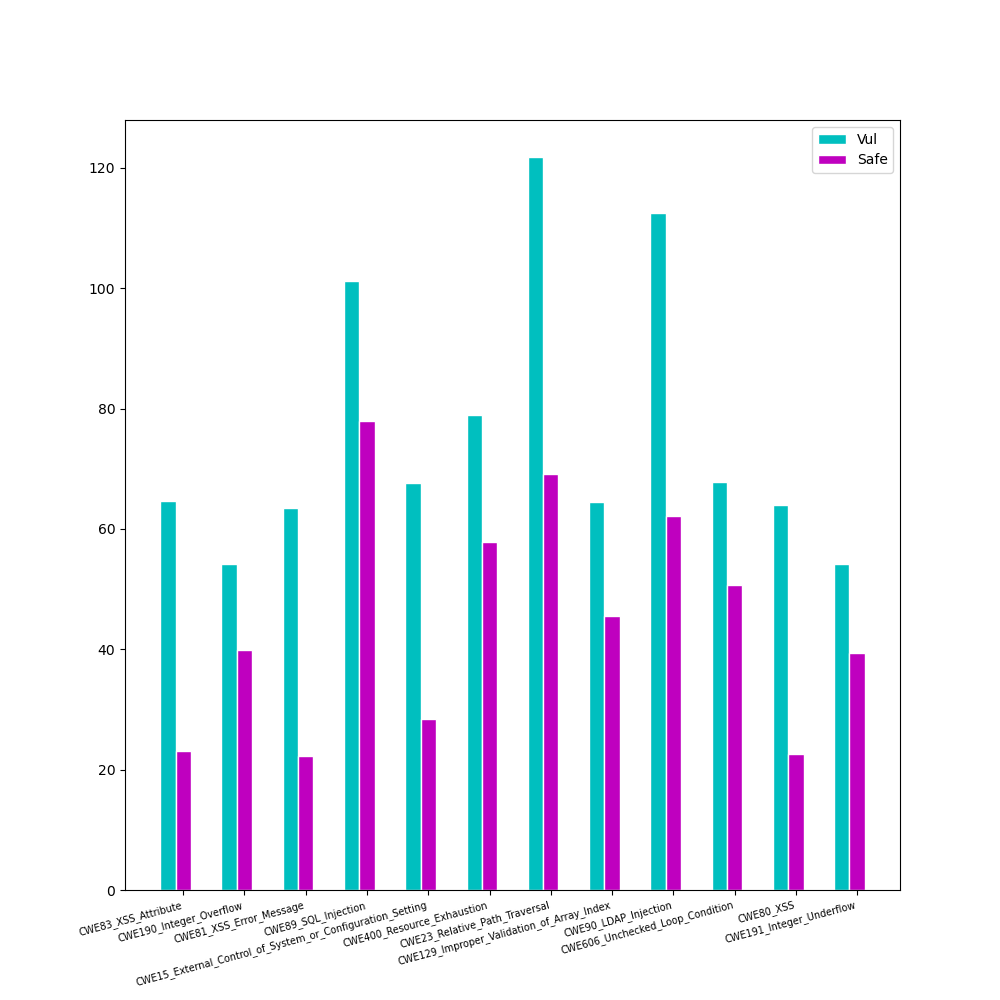 Vul
Safe
120
100
80
60
40
20
0
CWE83_XSS_Attribute
CWE190_Integer_Overflow
CWE81_XSS_Error_Message
CWE89_SQL_Injection
CWE15_External_Control_of_System_or_Configuration_Setting
CWE400_Resource_Exhaustion
CWE23_Relative_Path_Traversal
CWE129_Improper_Validation_of_Array_Index
CWE90_LDAP_Injection
CWE606_Unchecked_Loop_Condition
CWE80_XSS
CWE191_Integer_Underflow